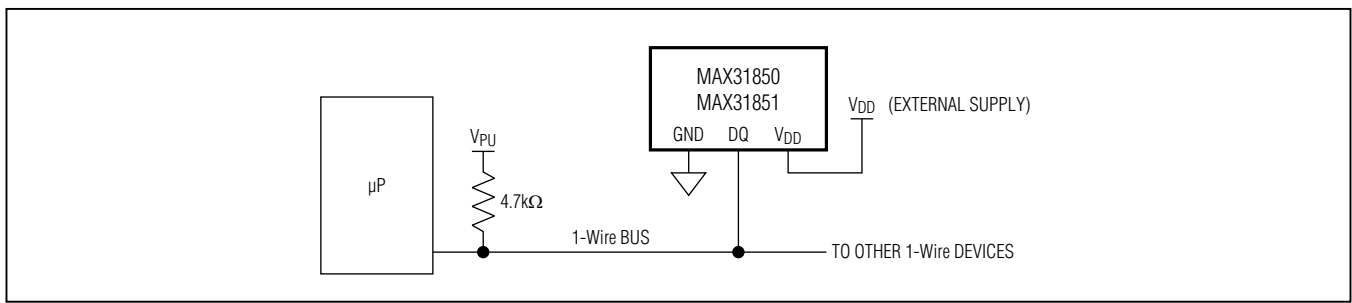 MAX31850
MAX31851
GND DQ VDD
VDD (EXTERNAL SUPPLY)
VPU
µP
4.7kΩ
1-Wire BUS
TO OTHER 1-Wire DEVICES